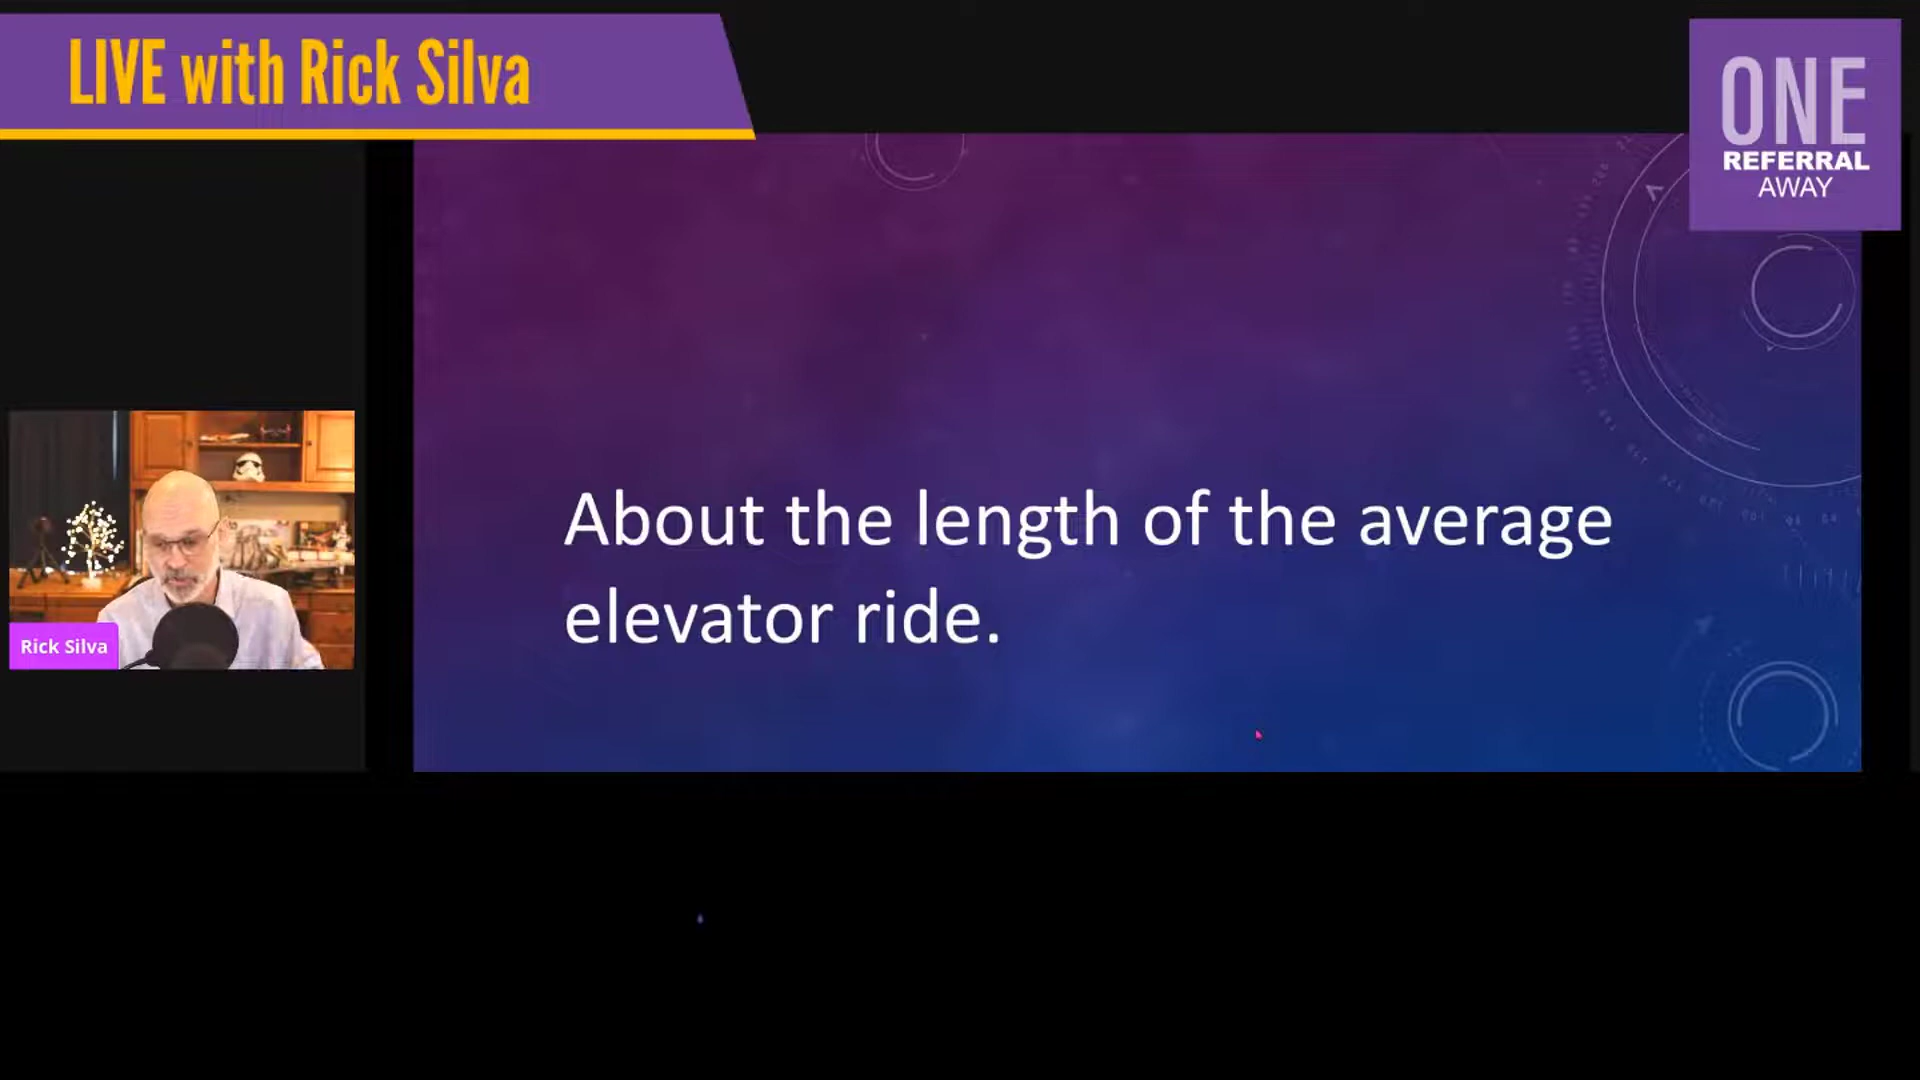 LIVE with Rick Silva
ONE
REFERRAL
AWAY
About the length of the average
elevator ride.
Rick Silva